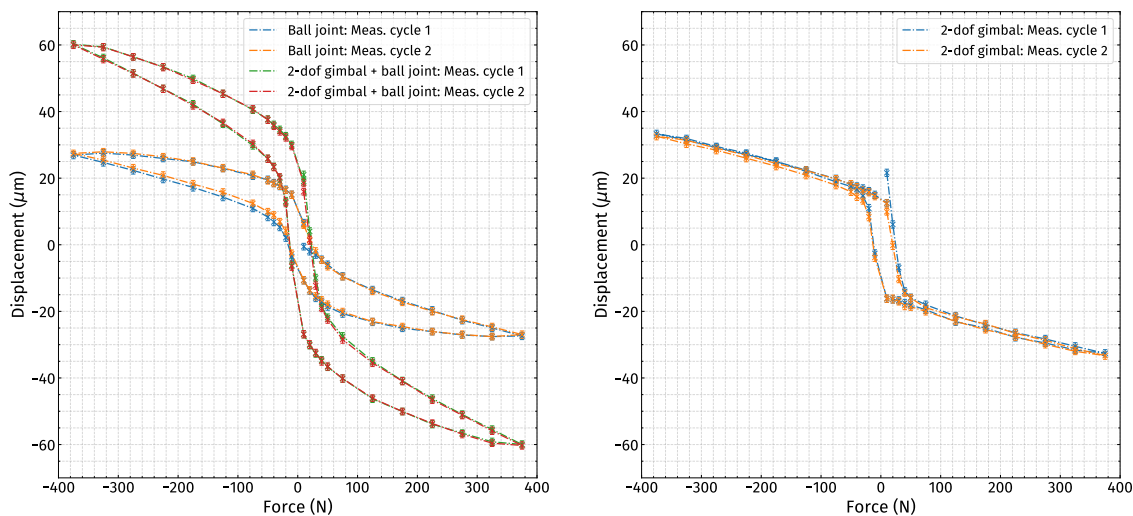 Ball joint: Meas. cycle 1
Ball joint: Meas. cycle 2
2-dof gimbal + ball joint: Meas. cycle 1
2-dof gimbal + ball joint: Meas. cycle 2
60
40
20
0
−20
−40
−60
Displacement (μm)
−400 −300 −200 −100 0 100 200 300 400
Force (N)
2-dof gimbal: Meas. cycle 1
2-dof gimbal: Meas. cycle 2
60
40
20
0
−20
−40
−60
Displacement (μm)
−400 −300 −200 −100 0 100 200 300 400
Force (N)